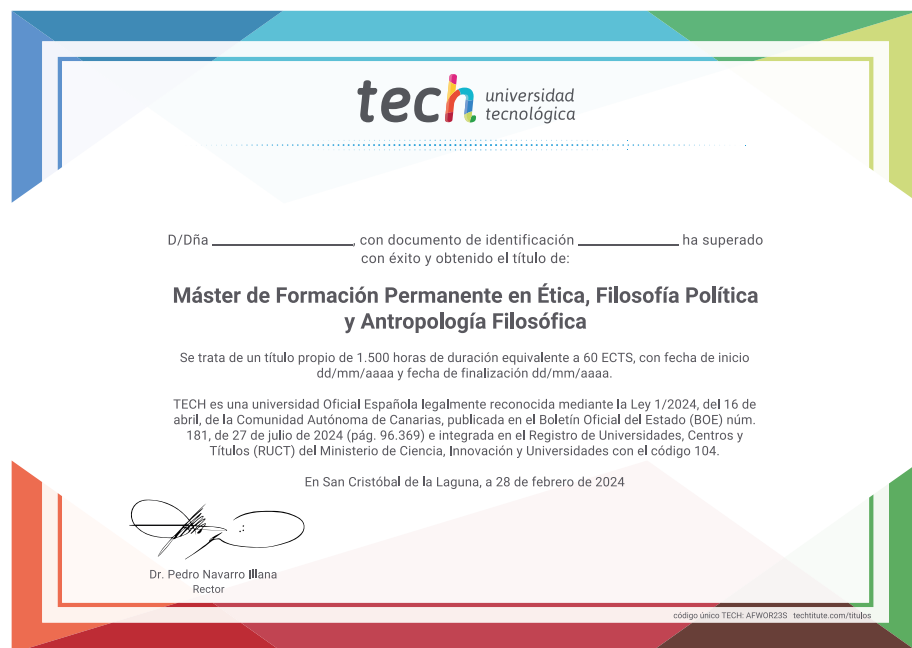 tech universidad
tecnológica
D/Dña ______________, con documento de identificación __________ ha superado
con éxito y obtenido el título de:
Máster de Formación Permanente en Ética, Filosofía Política
y Antropología Filosófica
Se trata de un título propio de 1.500 horas de duración equivalente a 60 ECTS, con fecha de inicio
dd/mm/aaaa y fecha de finalización dd/mm/aaaa.
TECH es una universidad Oficial Española legalmente reconocida mediante la Ley 1/2024, del 16 de
abril, de la Comunidad Autónoma de Canarias, publicada en el Boletín Oficial del Estado (BOE) núm.
181, de 27 de julio de 2024 (pág. 96.369) e integrada en el Registro de Universidades, Centros y
Títulos (RUCT) del Ministerio de Ciencia, Innovación y Universidades con el código 104.
En San Cristóbal de la Laguna, a 28 de febrero de 2024
Dr. Pedro Navarro Illana
Rector
código único TECH: AFWOR23S techtitute.com/titulos